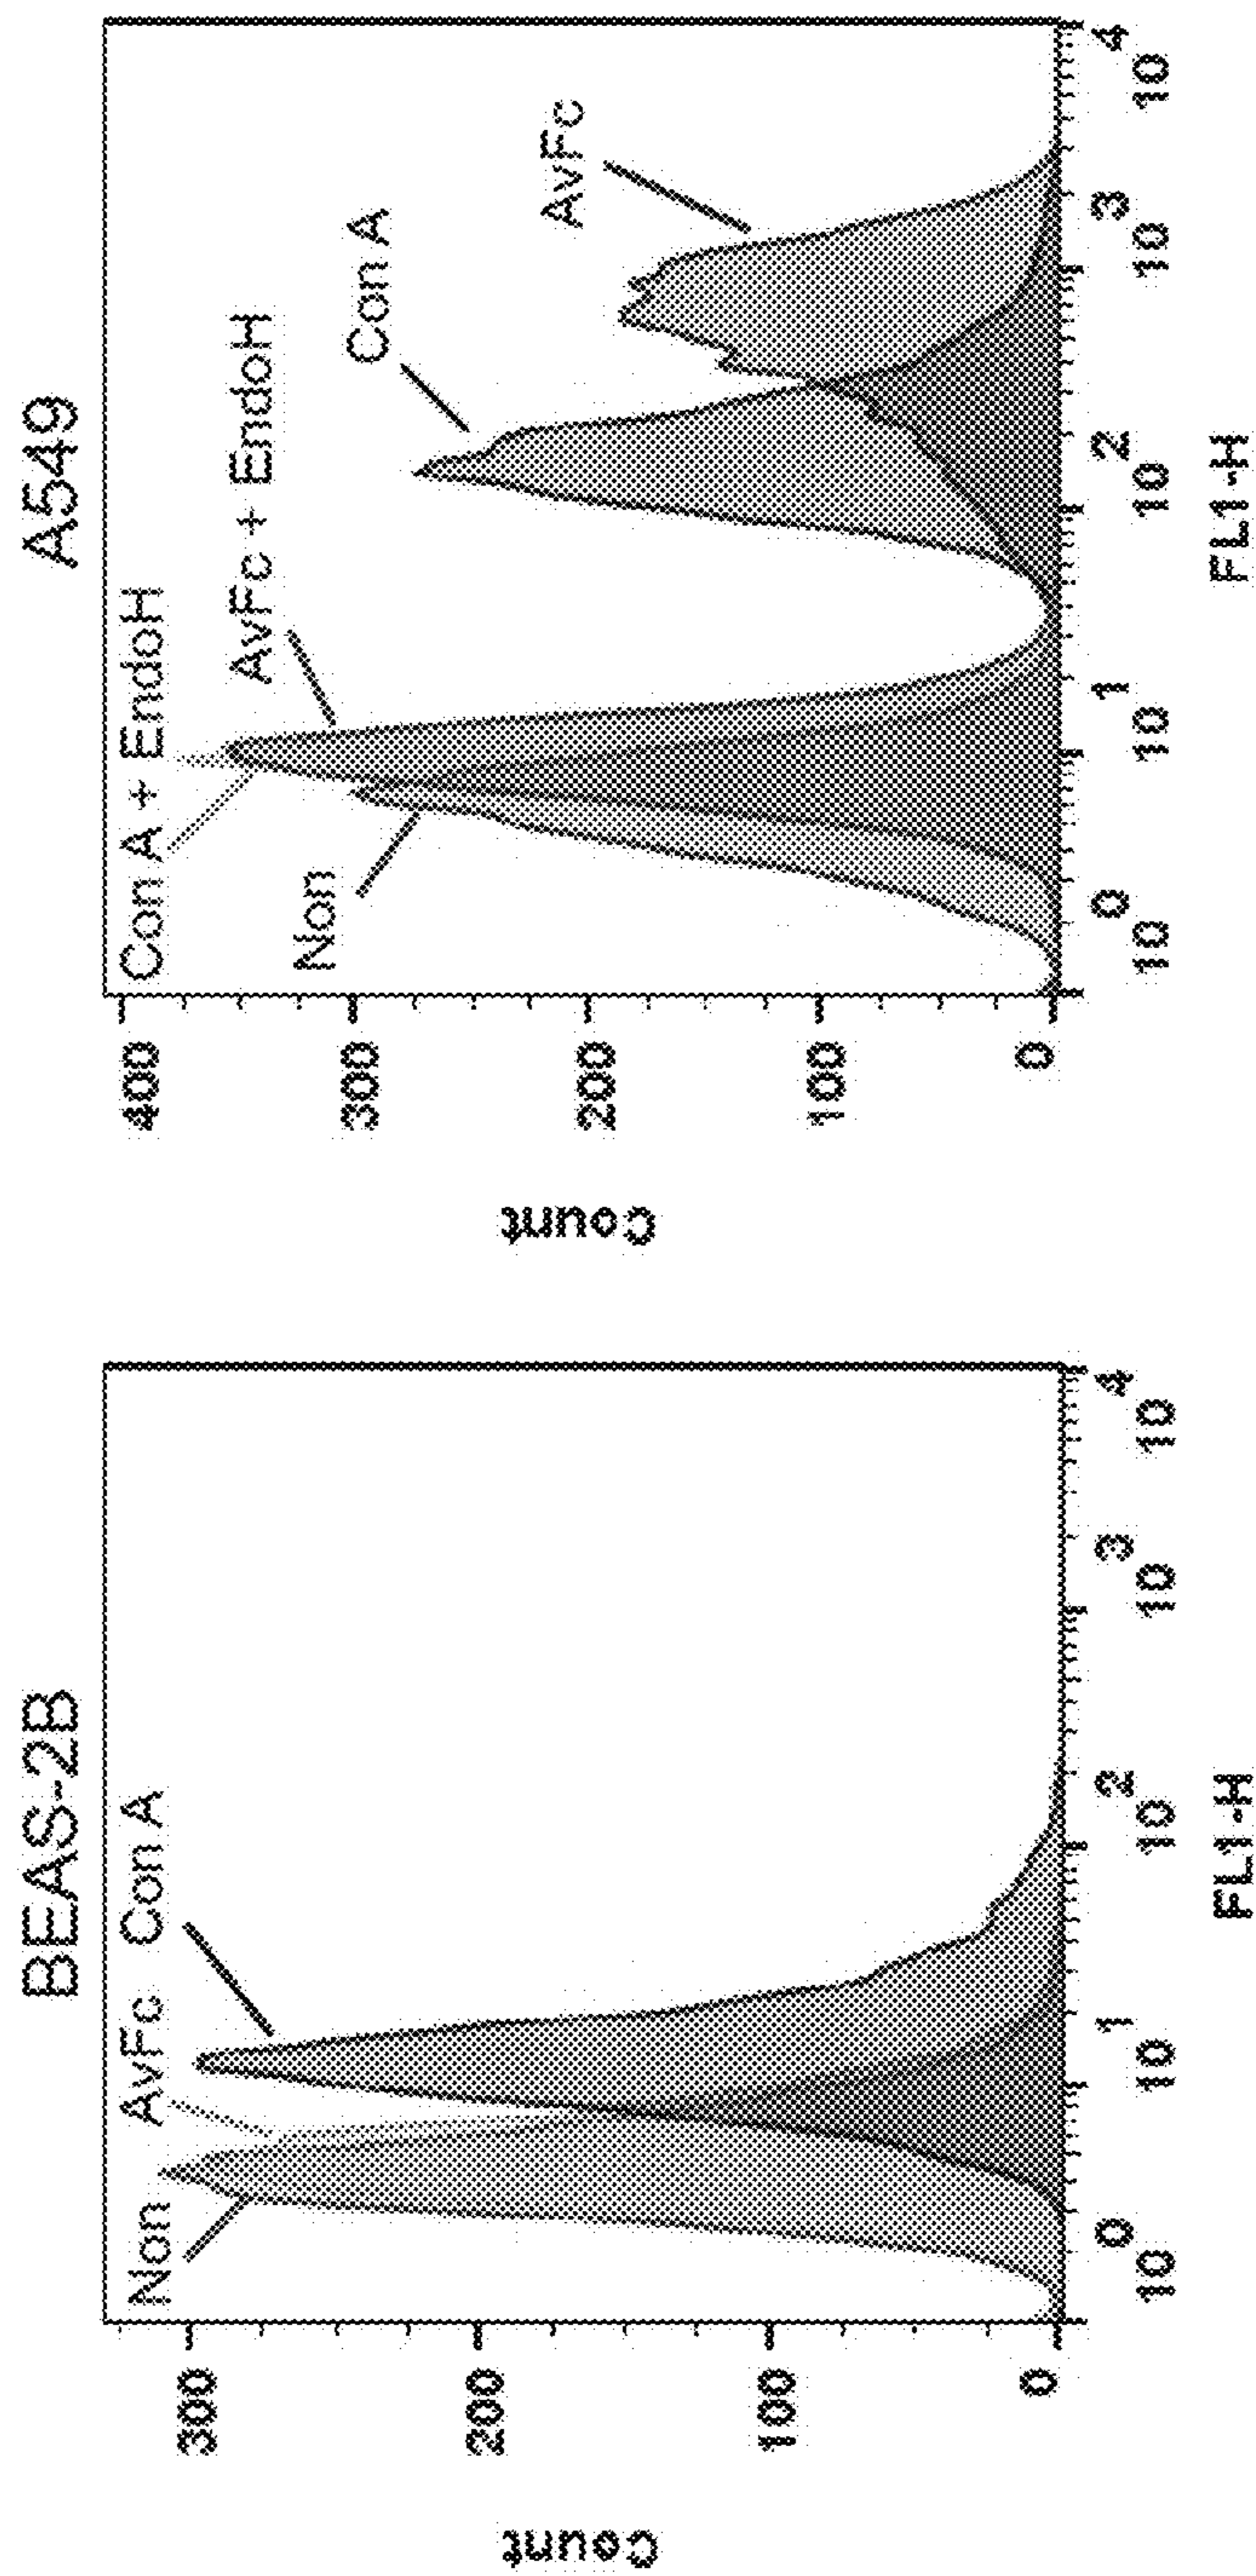 BEAS-2B
Non AvFc Con A
Count
300
200
100
0
10 0 10 1 10 2 10 3 10 4
FL1-H
A549
Con A + EndoH
AvFc + EndoH
Non
Con A
AvFc
Count
400
300
200
100
0
10 0 10 1 10 2 10 3 10 4
FL1-H